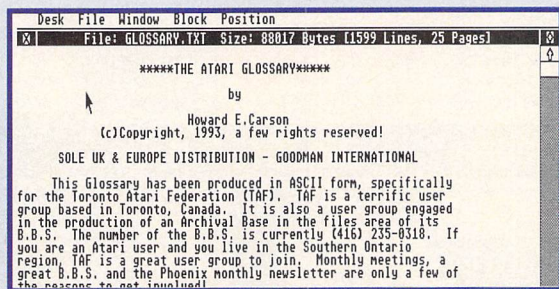 Desk File Window Block Position
File: GLOSSARY.TXT Size: 88017 Bytes [1599 Lines, 25 Pages]
*****THE ATARI GLOSSARY*****
by
Howard E.Carson
(c)Copyright, 1993, a few rights reserved!
SOLE UK & EUROPE DISTRIBUTION - GOODMAN INTERNATIONAL
This Glossary has been produced in ASCII form, specifically
for the Toronto Atari Federation (TAF). TAF is a terrific user
group based in Toronto, Canada. It is also a user group engaged
in the production of an Archival Base in the files area of its
B.B.S. The number of the B.B.S. is currently (416) 235-0318. If
you are an Atari user and you live in the Southern Ontario
region, TAF is a great user group to join. Monthly meetings, a
great B.B.S. and the Phoenix monthly newsletter are only a few of
the reasons to get involved!